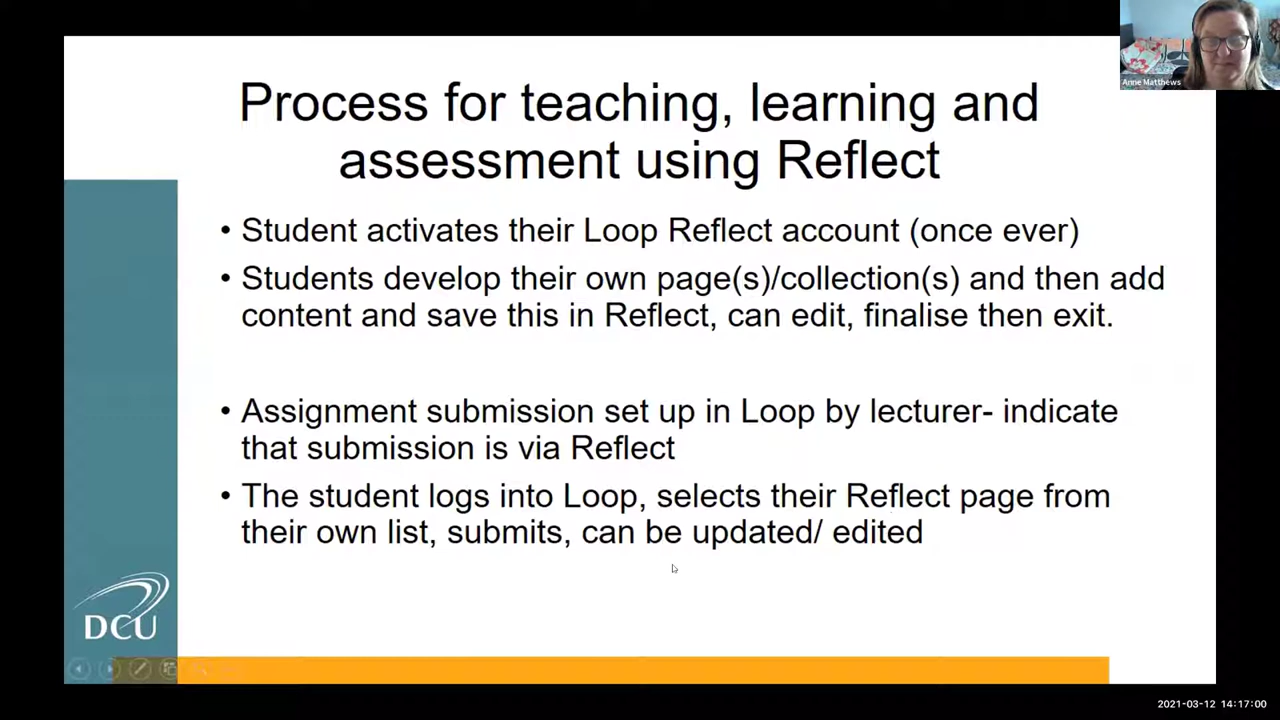 Anne Matthews
Process for teaching, learning and
assessment using Reflect
• Student activates their Loop Reflect account (once ever)
• Students develop their own page(s)/collection(s) and then add
content and save this in Reflect, can edit, finalise then exit.
• Assignment submission set up in Loop by lecturer- indicate
that submission is via Reflect
• The student logs into Loop, selects their Reflect page from
their own list, submits, can be updated/ edited
DCU
2021-03-12 14:17:00